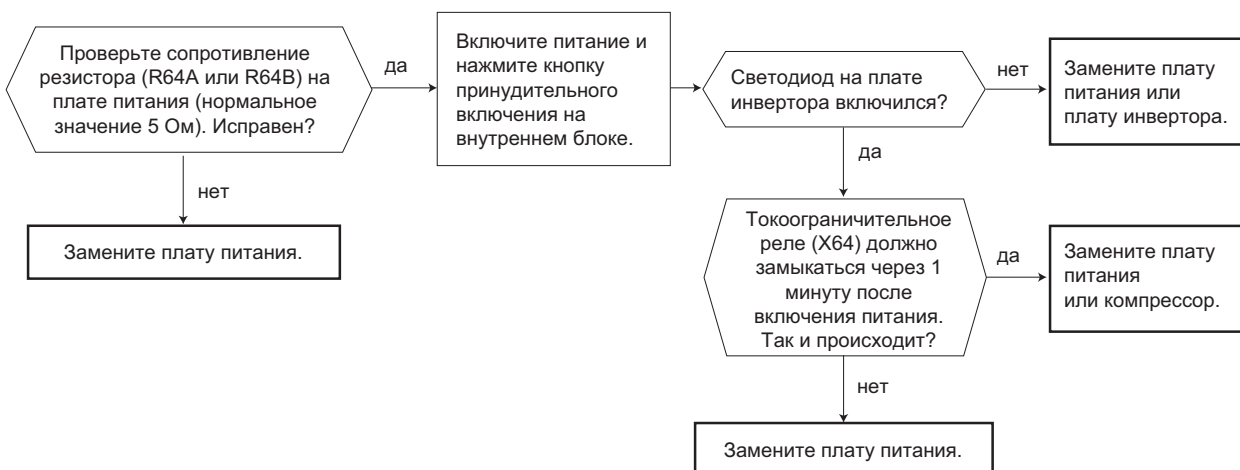 Проверьте сопротивление
резистора (R64A или R64B) на
плате питания (нормальное
значение 5 Ом). Исправен?
да
Включите питание и
нажмите кнопку
принудительного
включения на
внутреннем блоке.
Светодиод на плате
инвертора включился?
нет
Замените плату
питания или
плату инвертора.
нет
Замените плату питания.
да
Токоограничительное
реле (X64) должно
замыкаться через 1
минуту после
включения питания.
Так и происходит?
да
Замените плату
питания
или компрессор.
нет
Замените плату питания.